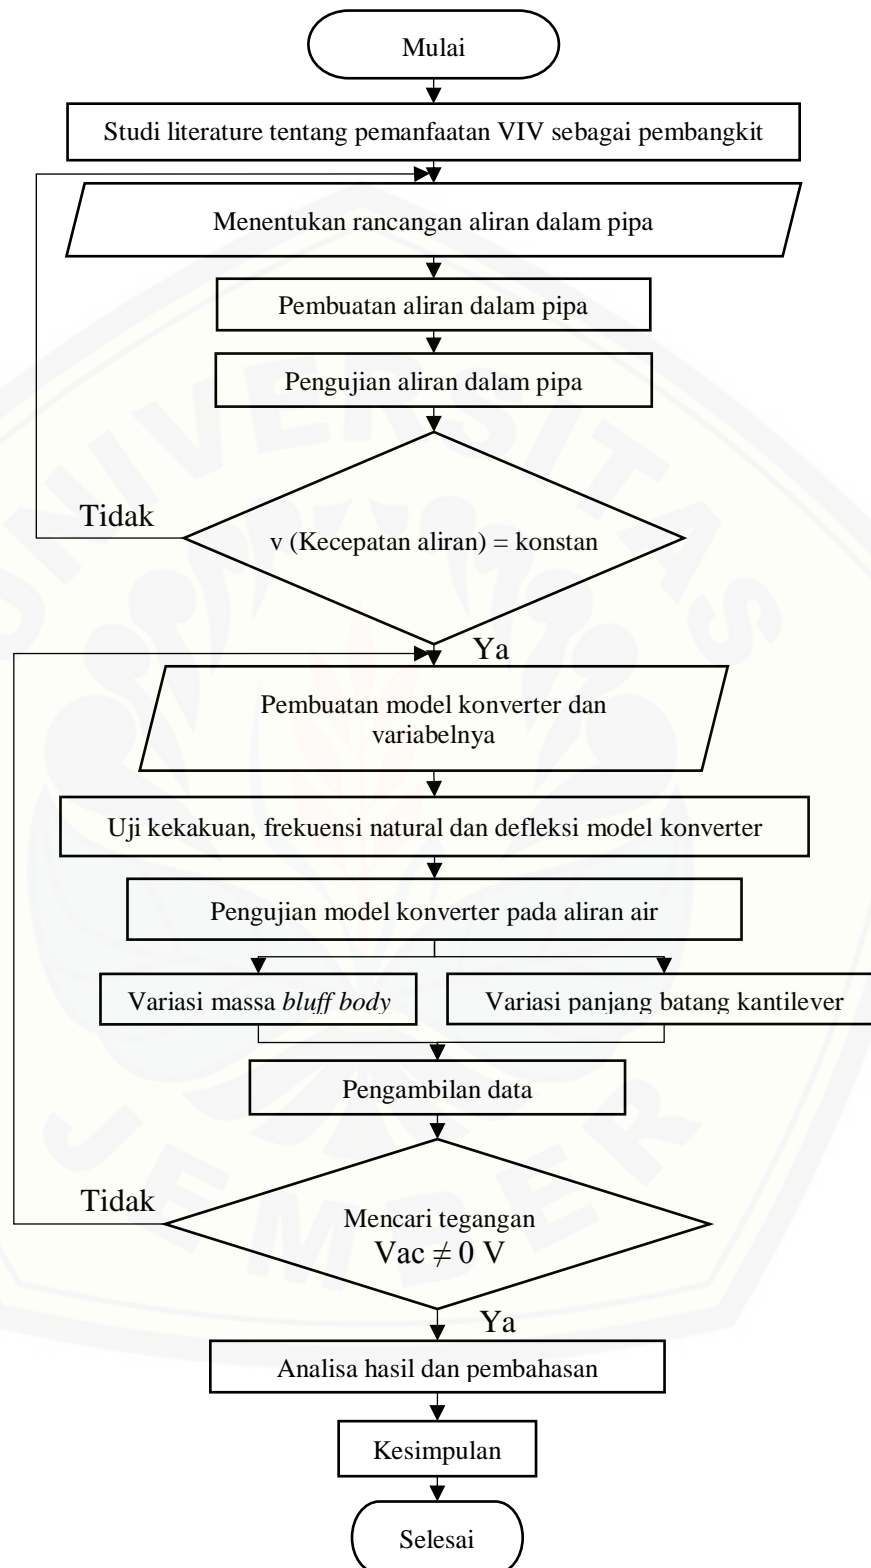 Mulai
Studi literature tentang pemanfaatan VIV sebagai pembangkit
Menentukan rancangan aliran dalam pipa
Pembuatan aliran dalam pipa
Pengujian aliran dalam pipa
Tidak
v (Kecepatan aliran) = konstan
Ya
Pembuatan model konverter dan
variabelnya
Uji kekakuan, frekuensi natural dan defleksi model konverter
Pengujian model konverter pada aliran air
Variasi massa bluff body
Variasi panjang batang kantilever
Pengambilan data
Tidak
Mencari tegangan
Vac ≠ 0 V
Ya
Analisa hasil dan pembahasan
Kesimpulan
Selesai
UNIVERSITAS
JEMBER